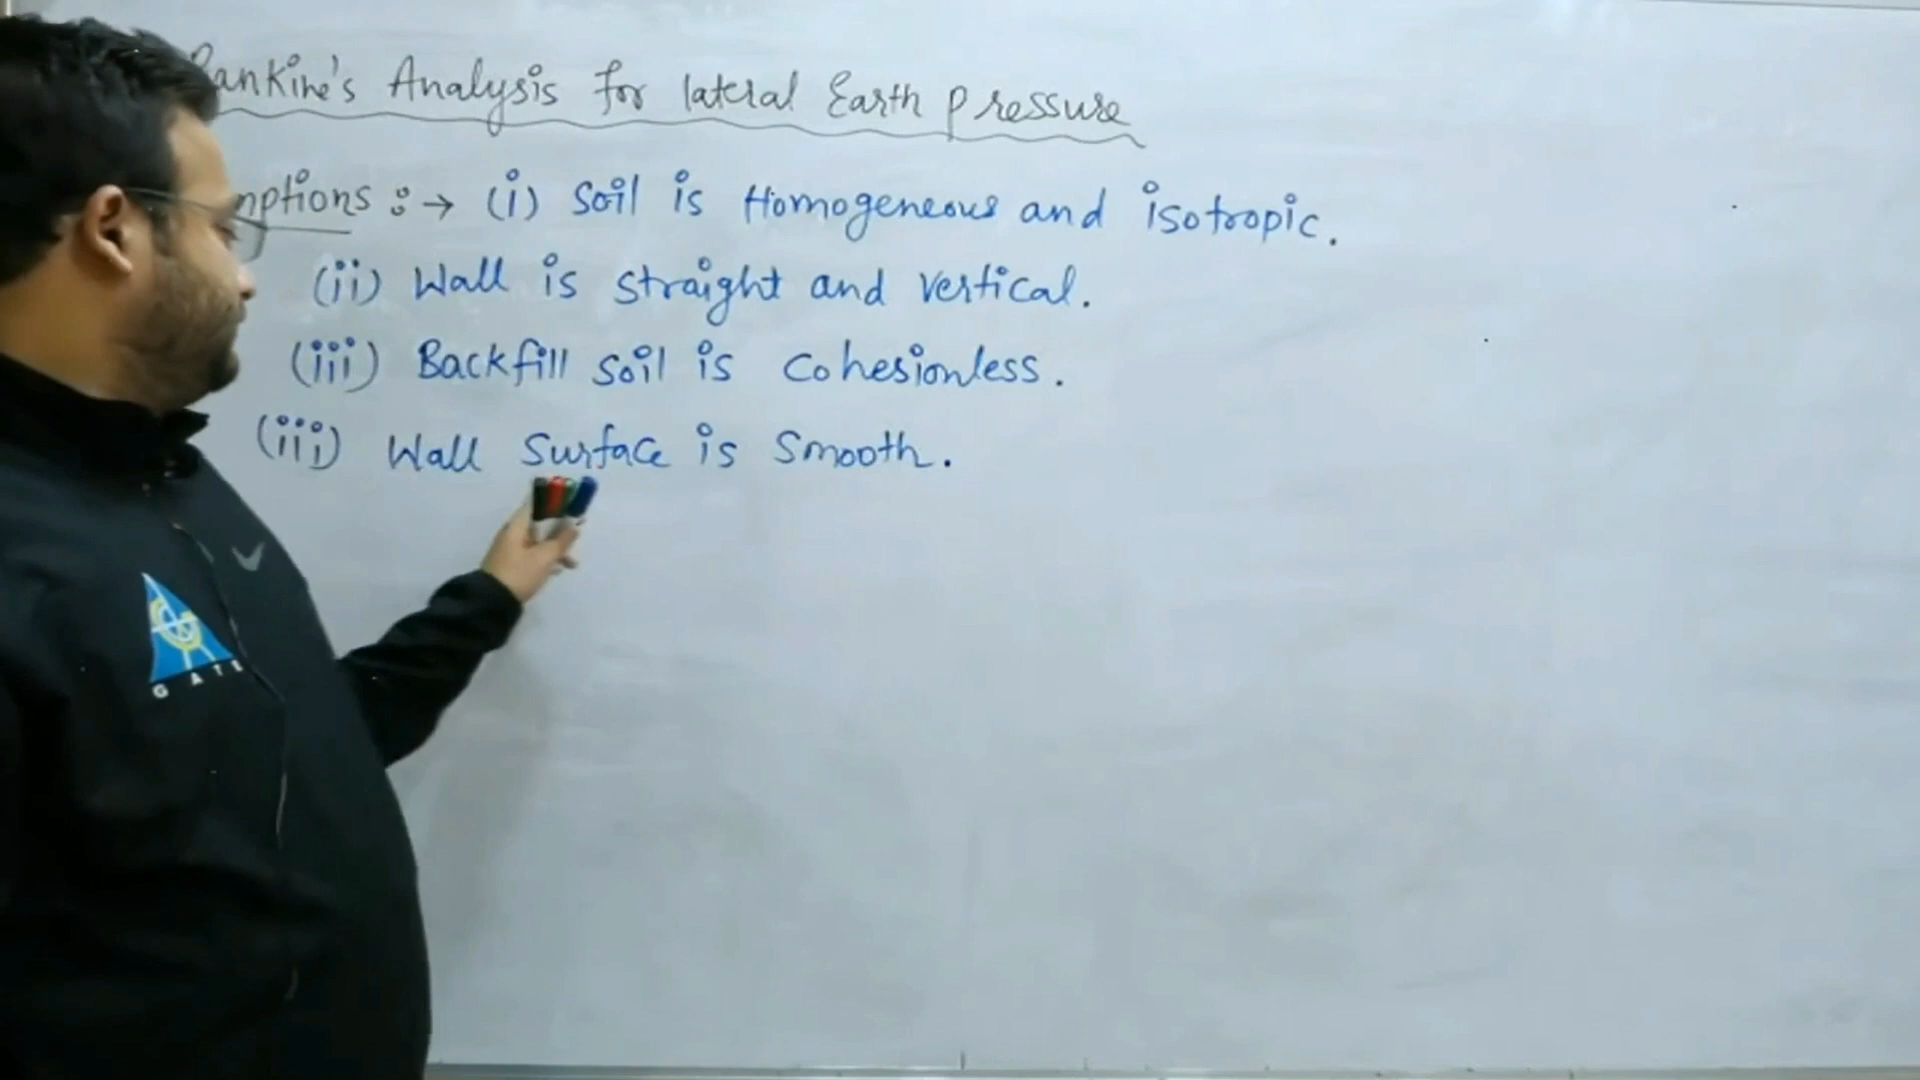 Rankine's Analysis for lateral Earth pressure
mptions :→ (i) Soil is Homogeneous and isotropic.
(ii) Wall is straight and vertical.
(iii) Backfill soil is cohesionless.
(iii) Wall Surface is Smooth.
GATE